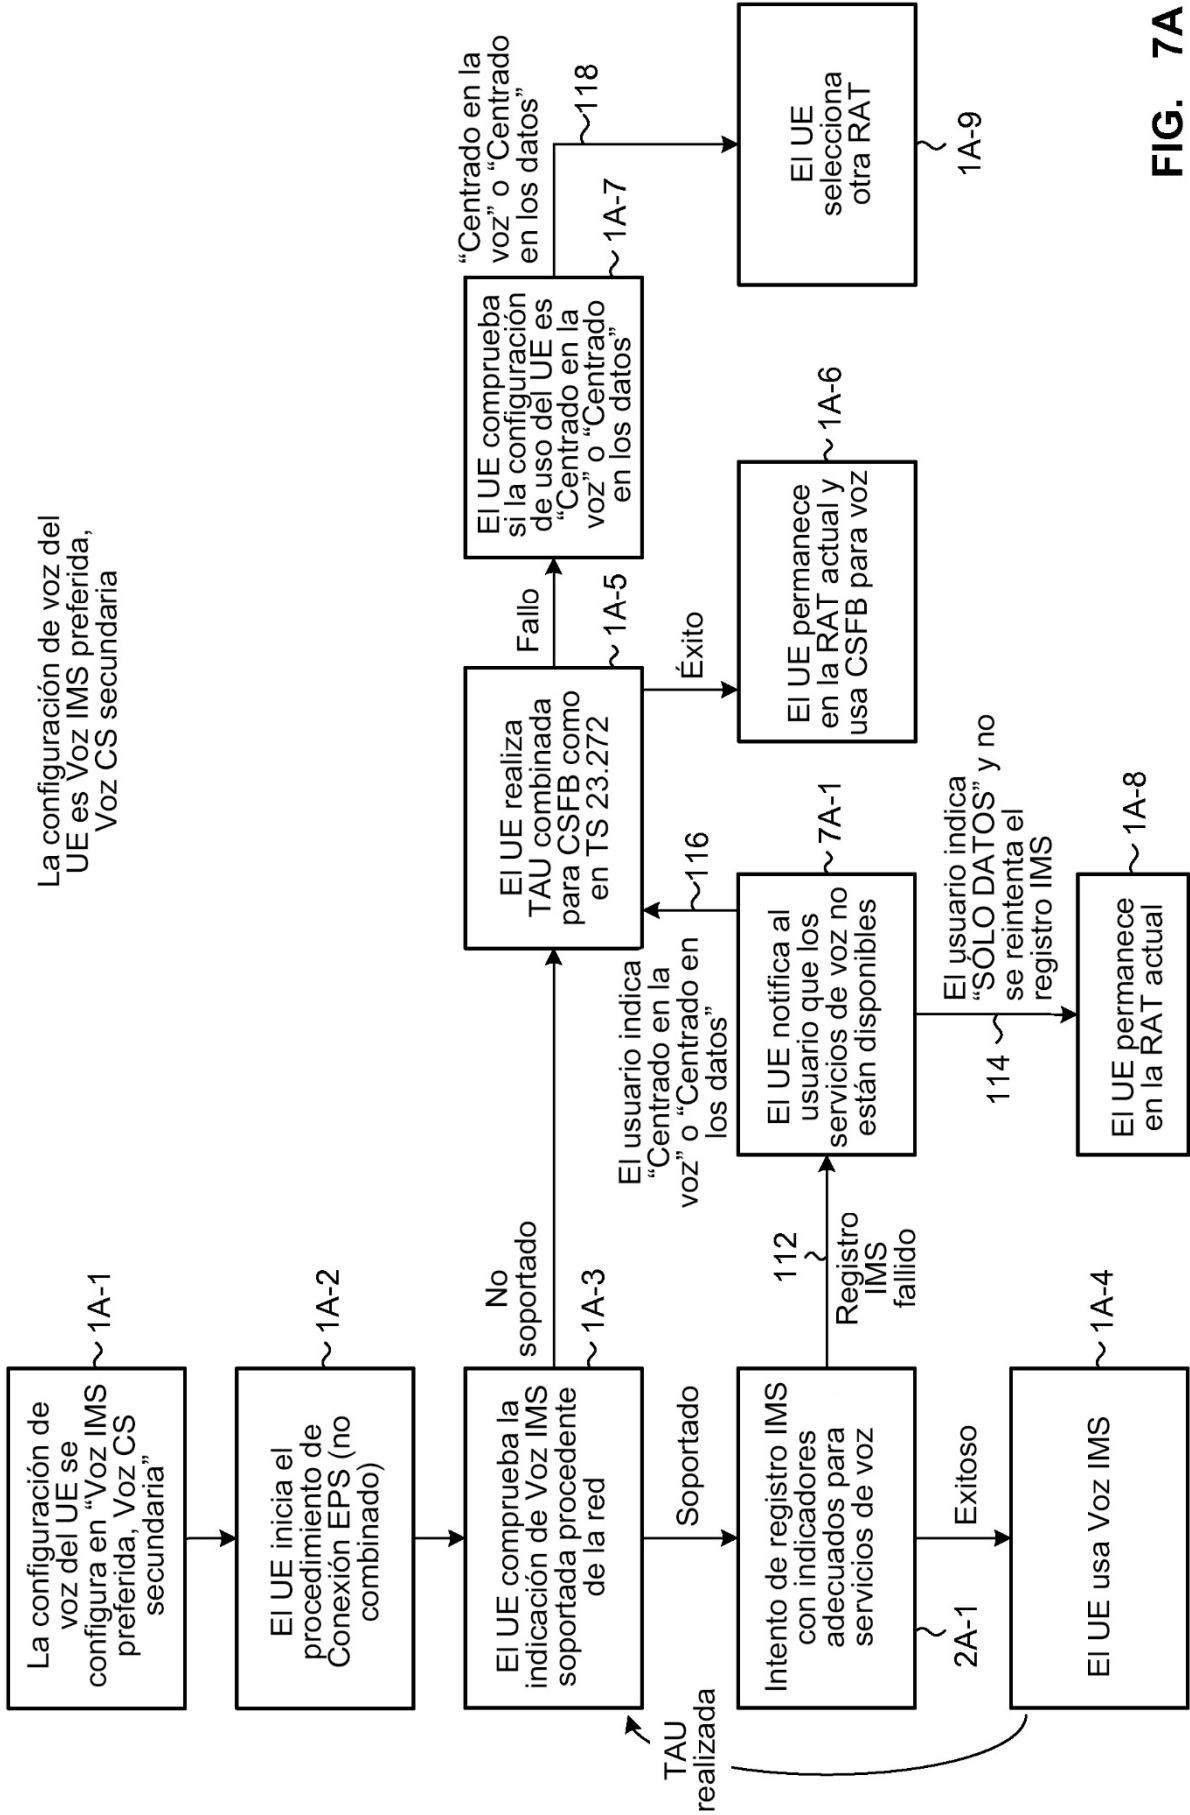 La configuración de voz del
UE es Voz IMS preferida,
Voz CS secundaria
La configuración de
voz del UE se
configura en “Voz IMS
preferida, Voz CS
secundaria”
1A-1
El UE inicia el
procedimiento de
Conexión EPS (no
combinado)
1A-2
El UE comprueba la
indicación de Voz IMS
soportada procedente
de la red
1A-3
No
soportado
Soportado
El UE realiza
TAU combinada
para CSFB como
en TS 23.272
1A-5
Fallo
Éxito
El UE comprueba
si la configuración
de uso del UE es
“Centrado en la
voz” o “Centrado
en los datos”
1A-7
“Centrado en la
voz” o “Centrado
en los datos”
118
Intento de registro IMS
con indicadores
adecuados para
servicios de voz
2A-1
112
Registro
IMS
fallido
Exitoso
El UE notifica al
usuario que los
servicios de voz no
están disponibles
7A-1
El usuario indica
“Centrado en la
voz” o “Centrado en
los datos”
116
El UE permanece
en la RAT actual y
usa CSFB para voz
1A-6
El UE
selecciona
otra RAT
1A-9
114
El usuario indica
“SÓLO DATOS” y no
se reintenta el
registro IMS
TAU
realizada
El UE usa Voz IMS
1A-4
El UE permanece
en la RAT actual
1A-8
FIG. 7A